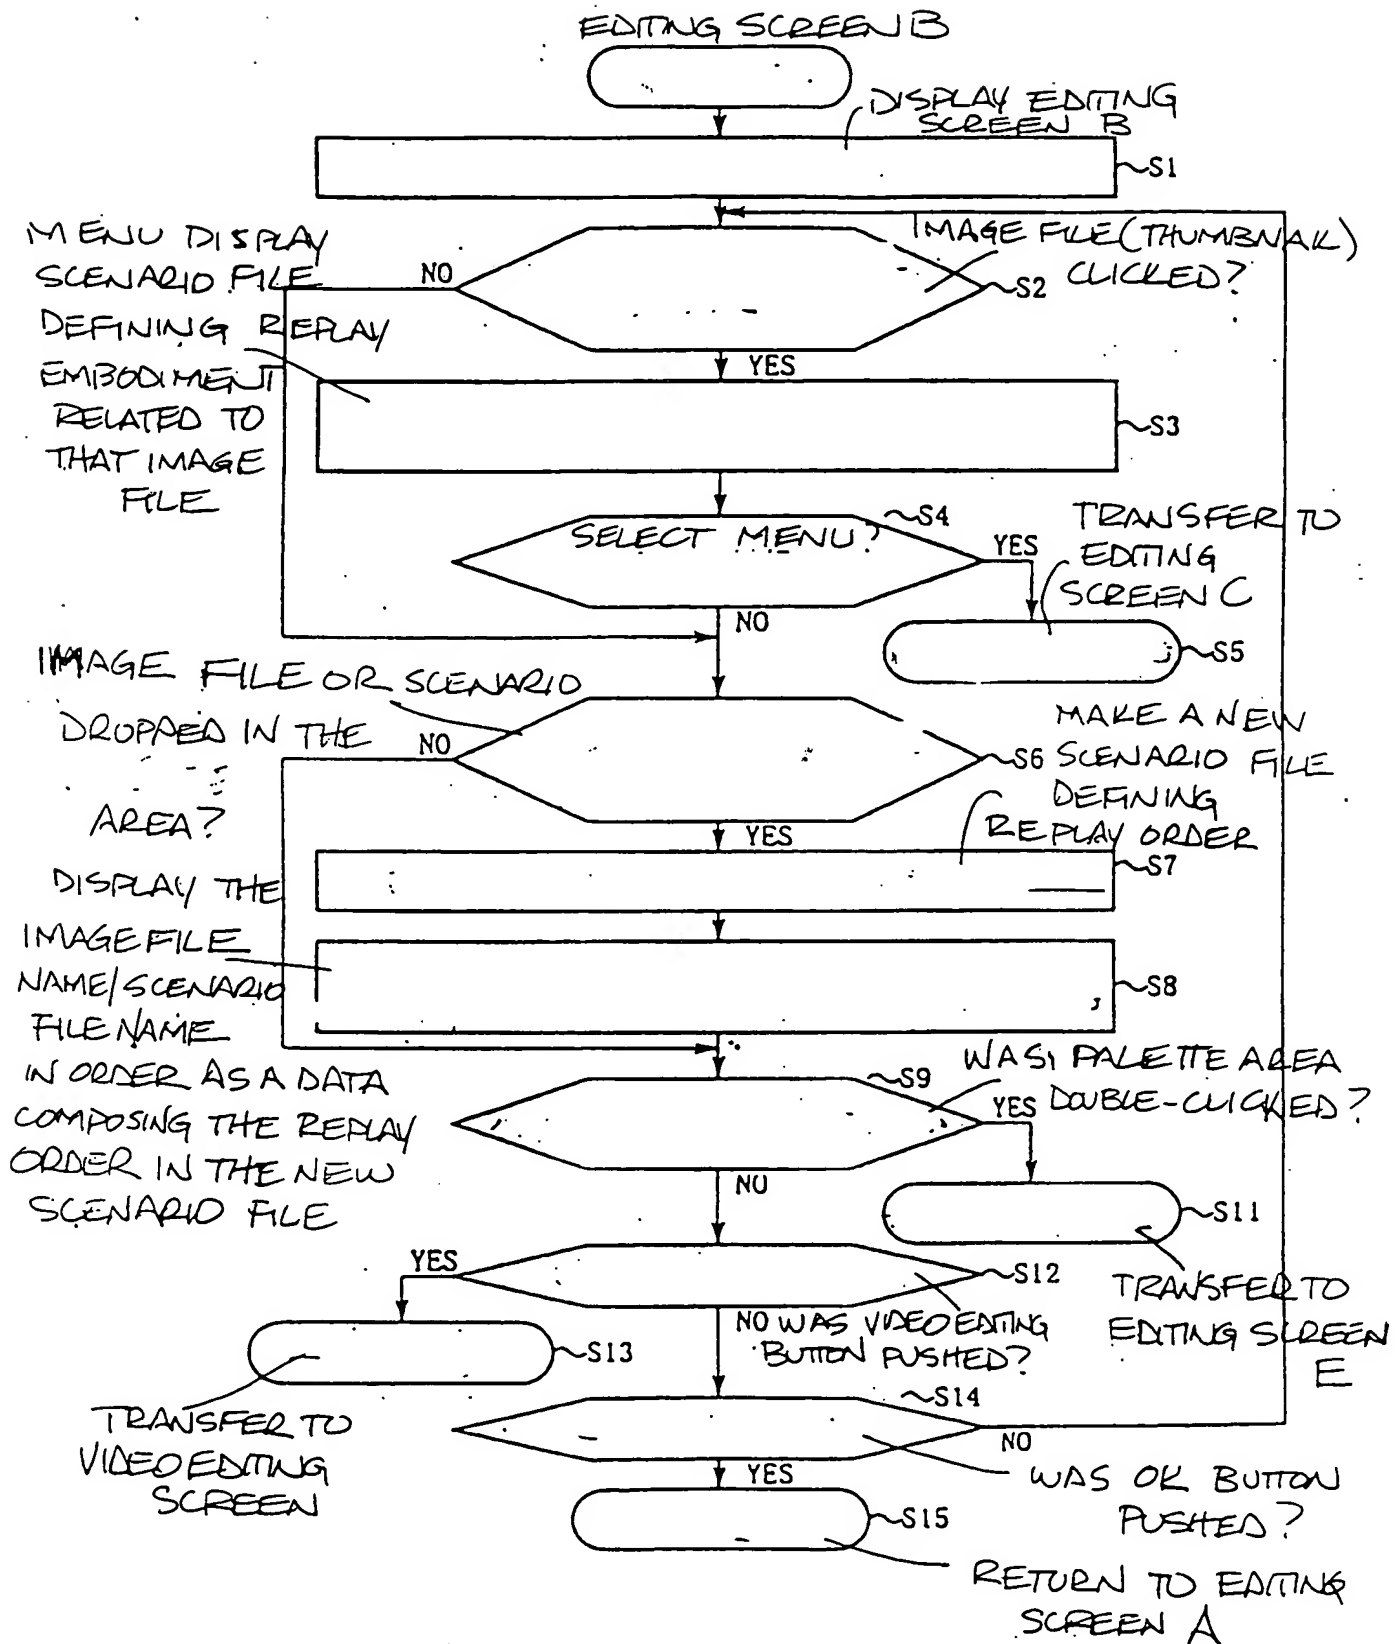 EDITING SCREEN B
DISPLAY EDITING
SCREEN B
S1
MENU DISPLAY
SCENARIO FILE
DEFINING REPLAY
EMBODIMENT
RELATED TO
THAT IMAGE
FILE
NO
IMAGE FILE (THUMBNAIL)
CLICKED?
S2
YES
S3
SELECT MENU?
S4
YES
TRANSFER TO
EDITING
SCREEN C
NO
S5
IMAGE FILE OR SCENARIO
DROPPED IN THE
AREA?
NO
S6
YES
MAKE A NEW
SCENARIO FILE
DEFINING
REPLAY ORDER
S7
DISPLAY THE
IMAGE FILE
NAME/SCENARIO
FILE NAME
IN ORDER AS A DATA
COMPOSING THE REPLAY
ORDER IN THE NEW
SCENARIO FILE
S8
S9
WAS PALETTE AREA
DOUBLE-CLICKED?
YES
NO
S11
TRANSFER TO
EDITING SCREEN
E
YES
S12
NO
WAS VIDEO EDITING
BUTTON PUSHED?
S13
TRANSFER TO
VIDEO EDITING
SCREEN
S14
NO
WAS OK BUTTON
PUSHED?
YES
S15
RETURN TO EDITING
SCREEN A